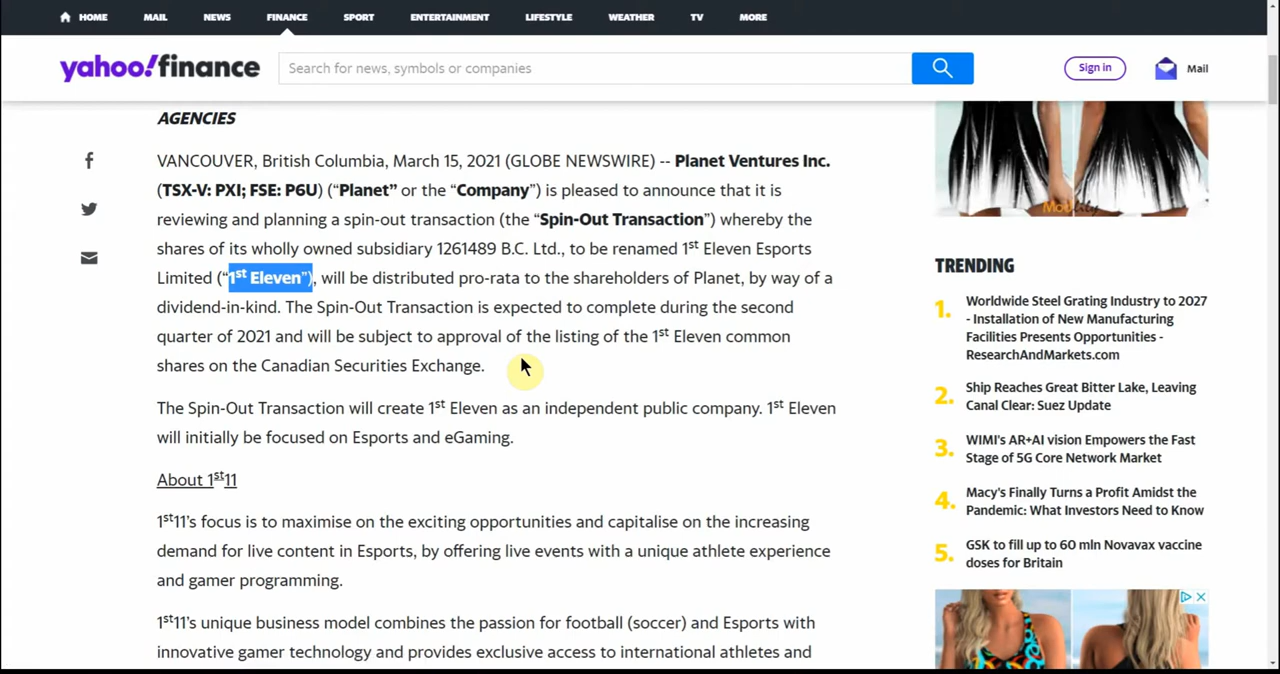 HOME MAIL NEWS FINANCE SPORT ENTERTAINMENT LIFESTYLE WEATHER TV MORE
yahoo!finance
Search for news, symbols or companies
Sign in
Mail
AGENCIES
VANCOUVER, British Columbia, March 15, 2021 (GLOBE NEWSWIRE) -- Planet Ventures Inc.
(TSX-V: PXI; FSE: P6U) (“Planet” or the “Company”) is pleased to announce that it is
reviewing and planning a spinout transaction (the “Spin-Out Transaction”) whereby the
shares of its wholly owned subsidiary 1261489 B.C. Ltd., to be renamed 1st Eleven Esports
Limited (“1st Eleven”), will be distributed pro-rata to the shareholders of Planet, by way of a
dividend-in-kind. The Spin-Out Transaction is expected to complete during the second
quarter of 2021 and will be subject to approval of the listing of the 1st Eleven common
shares on the Canadian Securities Exchange.
The Spin-Out Transaction will create 1st Eleven as an independent public company. 1st Eleven
will initially be focused on Esports and eGaming.
About 1st11
1st11’s focus is to maximise on the exciting opportunities and capitalise on the increasing
demand for live content in Esports, by offering live events with a unique athlete experience
and gamer programming.
1st11’s unique business model combines the passion for football (soccer) and Esports with
innovative gamer technology and provides exclusive access to international athletes and
TRENDING
1. Worldwide Steel Grating Industry to 2027
- Installation of New Manufacturing
Facilities Presents Opportunities -
ResearchAndMarkets.com
2. Ship Reaches Great Bitter Lake, Leaving
Canal Clear: Suez Update
3. WIMI's AR+AI vision Empowers the Fast
Stage of 5G Core Network Market
4. Macy's Finally Turns a Profit Amidst the
Pandemic: What Investors Need to Know
5. GSK to fill up to 60 mln Novavax vaccine
doses for Britain